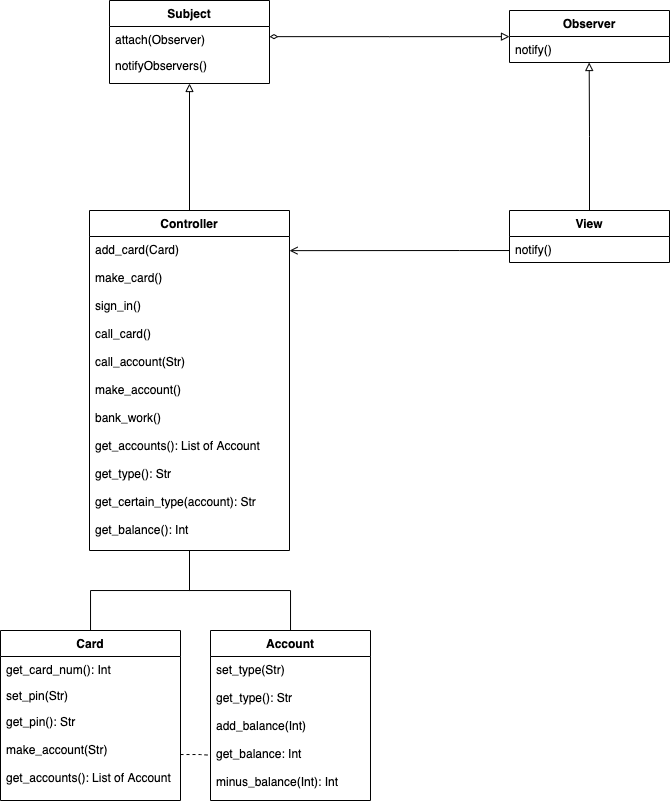 Subject
attach(Observer)
notifyObservers()
Observer
notify()
Controller
add_card(Card)
make_card()
sign_in()
call_card()
call_account(Str)
make_account()
bank_work()
get_accounts(): List of Account
get_type(): Str
get_certain_type(account): Str
get_balance(): Int
View
notify()
Card
get_card_num(): Int
set_pin(Str)
get_pin(): Str
make_account(Str)
get_accounts(): List of Account
Account
set_type(Str)
get_type(): Str
add_balance(Int)
get_balance: Int
minus_balance(Int): Int